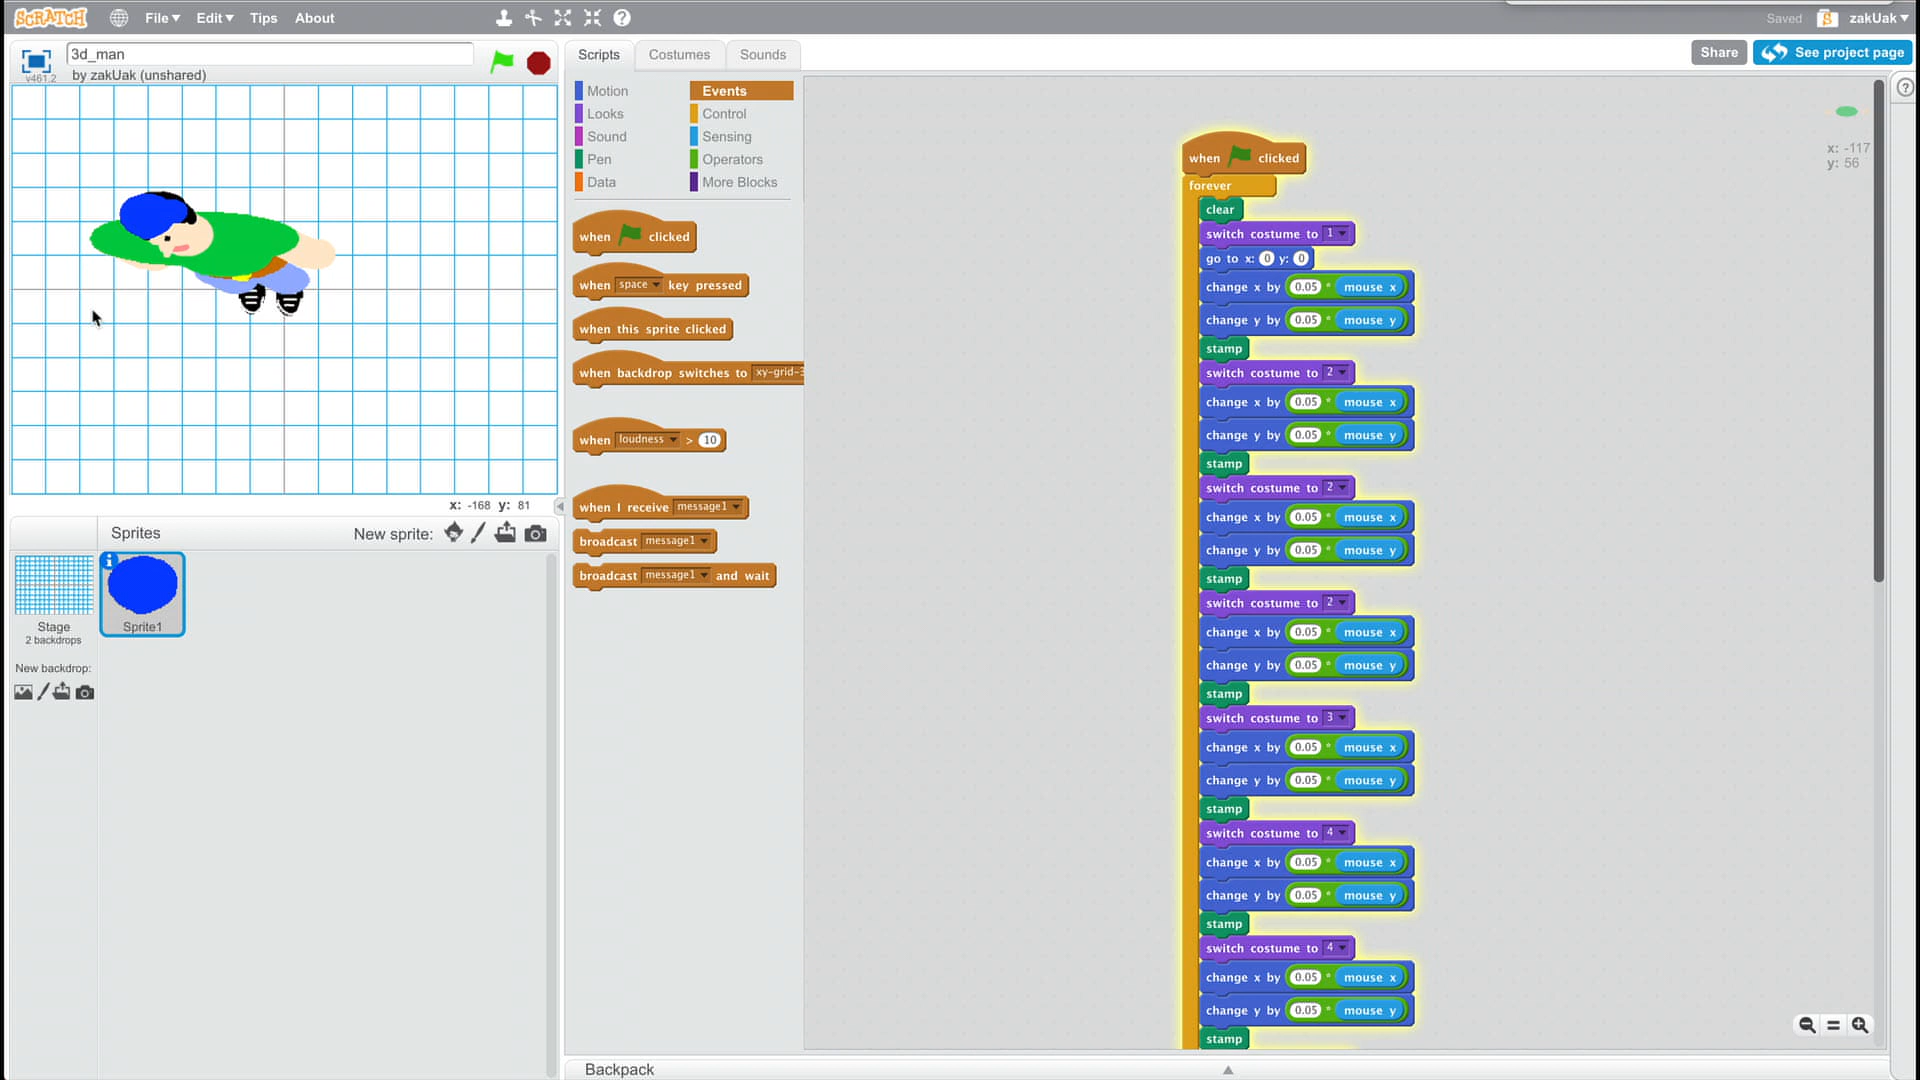 SCRATCH File Edit Tips About Saved zakUak
3d_man
v461.2 by zakUak (unshared)
Scripts Costumes Sounds
Share See project page
Motion Events
Looks Control
Sound Sensing
Pen Operators
Data More Blocks
when clicked
when space key pressed
when this sprite clicked
when backdrop switches to xy-grid-3
when loudness > 10
when I receive message1
broadcast message1
broadcast message1 and wait
x: -168 y: 81
Sprites New sprite:
Stage
2 backdrops
Sprite1
New backdrop:
x: -117
y: 56
when clicked
forever
clear
switch costume to 1
go to x: 0 y: 0
change x by 0.05 * mouse x
change y by 0.05 * mouse y
stamp
switch costume to 2
change x by 0.05 * mouse x
change y by 0.05 * mouse y
stamp
switch costume to 2
change x by 0.05 * mouse x
change y by 0.05 * mouse y
stamp
switch costume to 2
change x by 0.05 * mouse x
change y by 0.05 * mouse y
stamp
switch costume to 3
change x by 0.05 * mouse x
change y by 0.05 * mouse y
stamp
switch costume to 4
change x by 0.05 * mouse x
change y by 0.05 * mouse y
stamp
switch costume to 4
change x by 0.05 * mouse x
change y by 0.05 * mouse y
stamp
Backpack